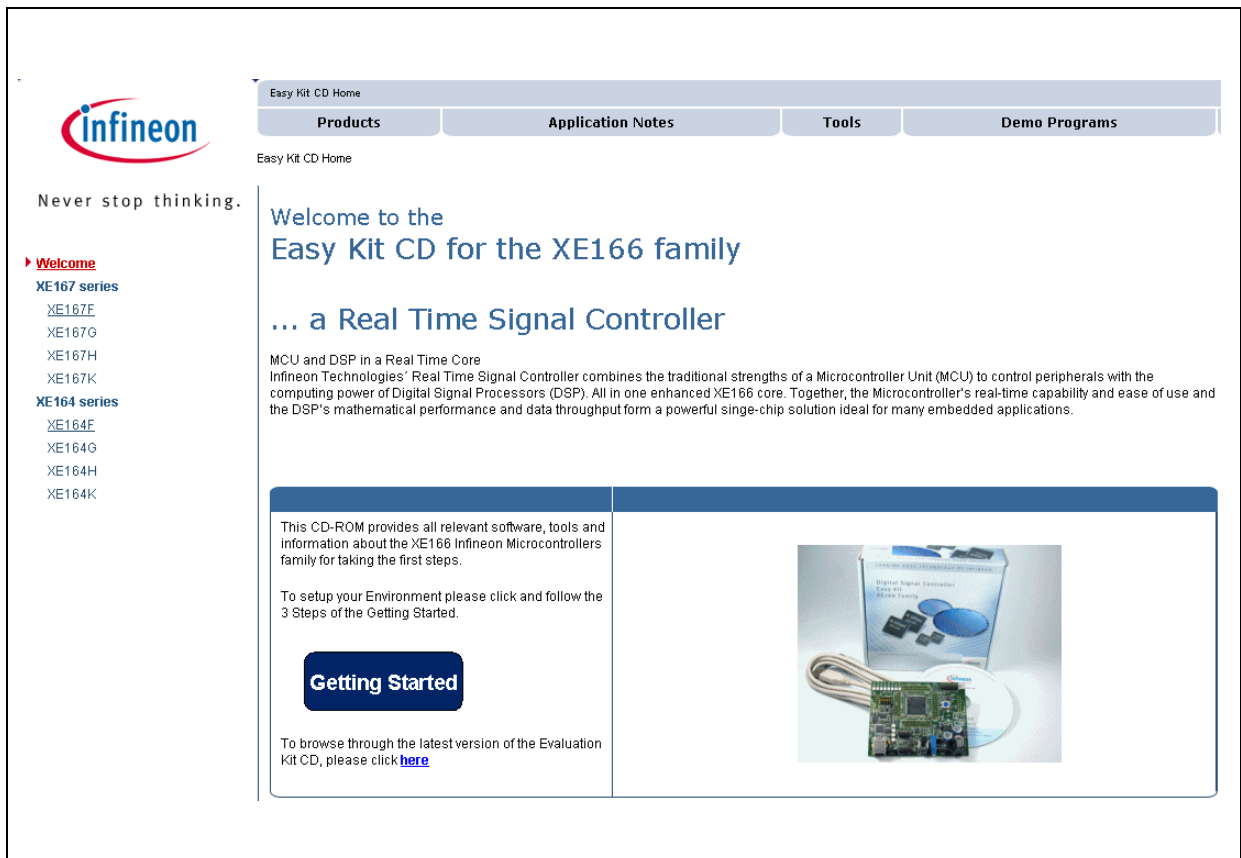 Easy Kit CD Home
infineon
Products
Application Notes
Tools
Demo Programs
Easy Kit CD Home
Never stop thinking.
Welcome to the
Easy Kit CD for the XE166 family
Welcome
XE167 series
XE167F
XE167G
XE167H
XE167K
XE164 series
XE164F
XE164G
XE164H
XE164K
... a Real Time Signal Controller
MCU and DSP in a Real Time Core
Infineon Technologies´ Real Time Signal Controller combines the traditional strengths of a Microcontroller Unit (MCU) to control peripherals with the
computing power of Digital Signal Processors (DSP). All in one enhanced XE166 core. Together, the Microcontroller's real-time capability and ease of use and
the DSP's mathematical performance and data throughput form a powerful singe-chip solution ideal for many embedded applications.
This CD-ROM provides all relevant software, tools and
information about the XE166 Infineon Microcontrollers
family for taking the first steps.
To setup your Environment please click and follow the
3 Steps of the Getting Started.
Getting Started
To browse through the latest version of the Evaluation
Kit CD, please click here
Digital Signal Controller
Easy Kit
XE166 Family
infineon